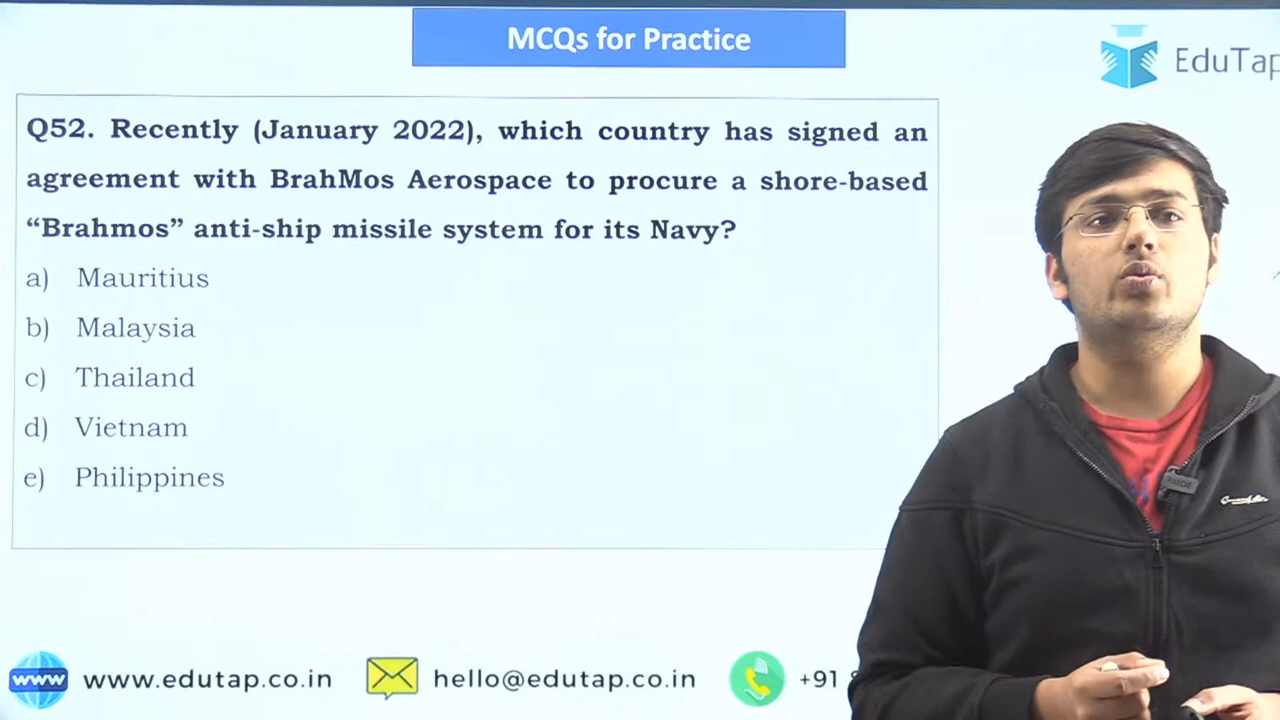 MCQs for Practice
EduTap
Q52. Recently (January 2022), which country has signed an
agreement with BrahMos Aerospace to procure a shore-based
“Brahmos” anti-ship missile system for its Navy?
a) Mauritius
b) Malaysia
c) Thailand
d) Vietnam
e) Philippines
www www.edutap.co.in hello@edutap.co.in +91